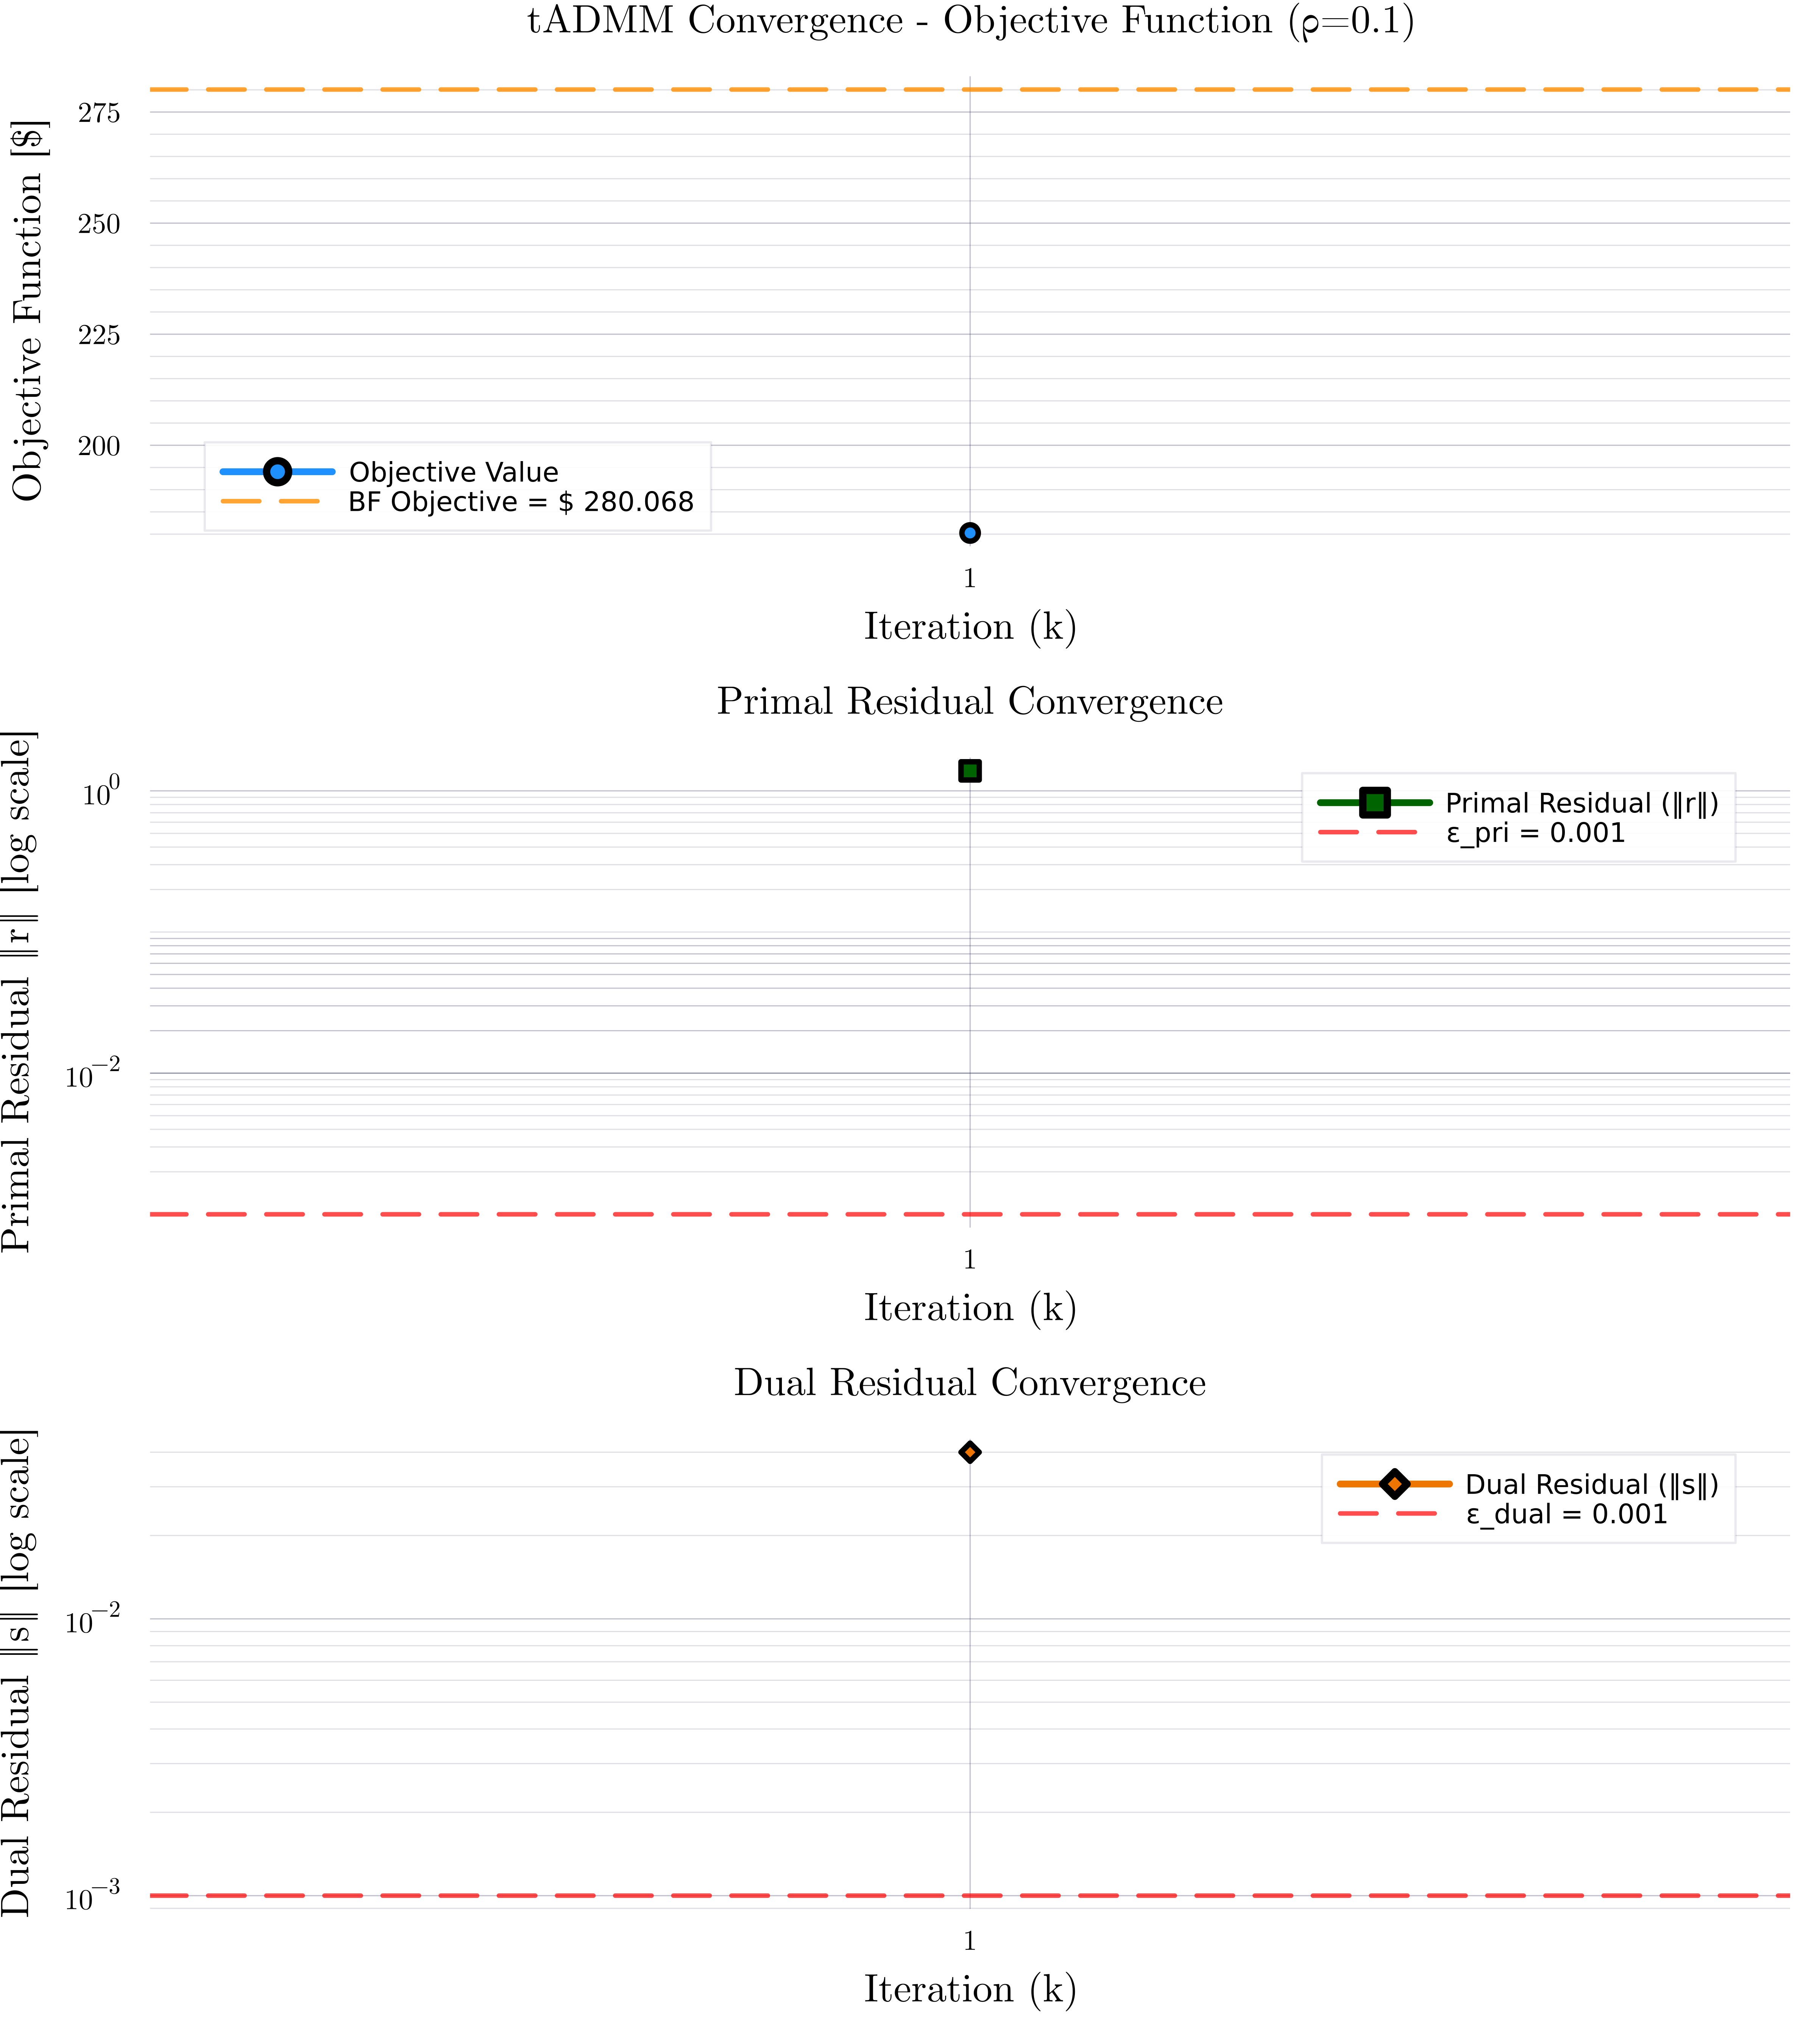 tADMM Convergence - Objective Function (ρ=0.1)
Objective Function [$]
275
250
225
200
Objective Value
BF Objective = $ 280.068
1
Iteration (k)
Primal Residual Convergence
Primal Residual ‖r‖ [log scale]
10⁰
10⁻²
Primal Residual (‖r‖)
ε_pri = 0.001
1
Iteration (k)
Dual Residual Convergence
Dual Residual ‖s‖ [log scale]
10⁻²
10⁻³
Dual Residual (‖s‖)
ε_dual = 0.001
1
Iteration (k)